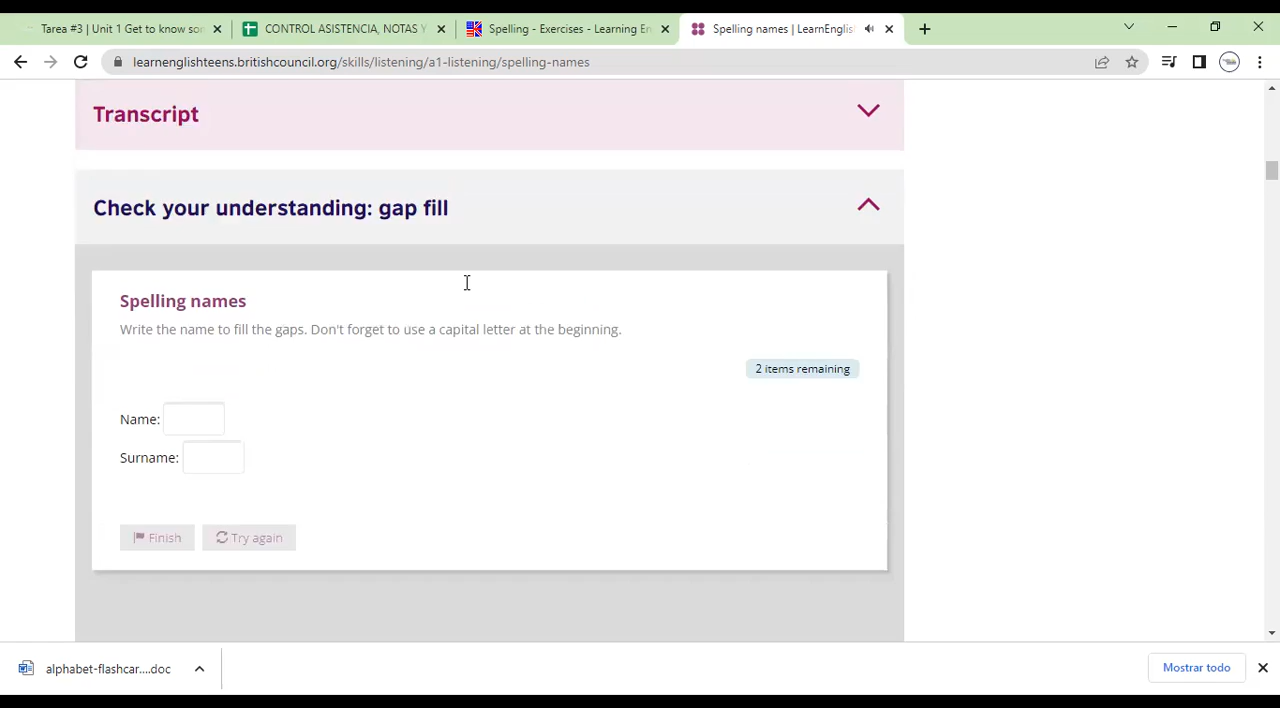 Tarea #3 | Unit 1 Get to know so
CONTROL ASISTENCIA, NOTAS Y
Spelling - Exercises - Learning En
Spelling names | LearnEnglis
learnenglishteens.britishcouncil.org/skills/listening/a1-listening/spelling-names
Transcript
Check your understanding: gap fill
Spelling names
Write the name to fill the gaps. Don't forget to use a capital letter at the beginning.
2 items remaining
Name:
Surname:
Finish
Try again
alphabet-flashcar....doc
Mostrar todo